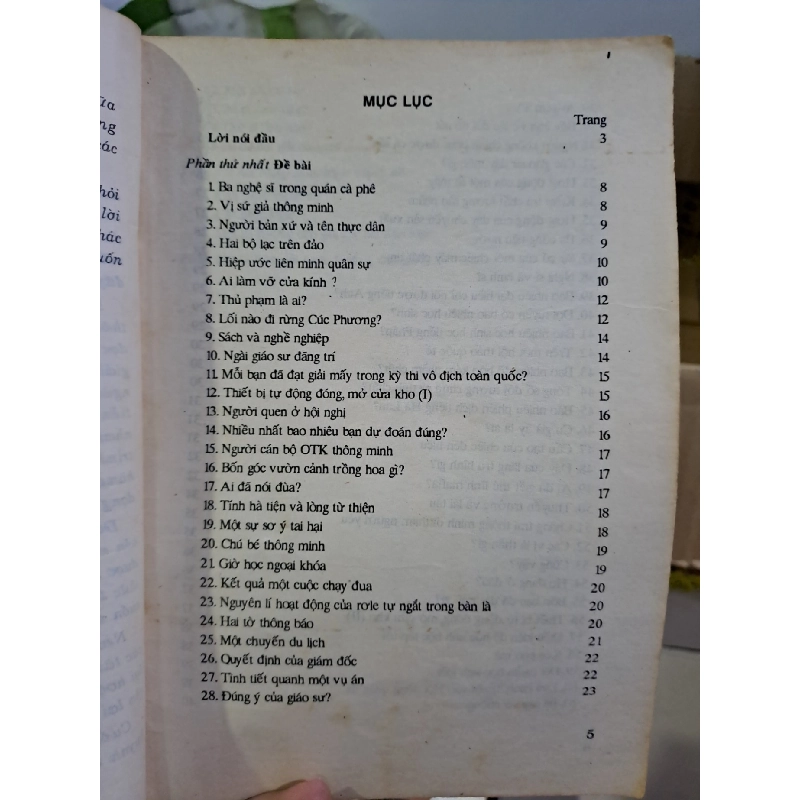 ữa
ng
các
hỏi
lời
hác
uốn
MỤC LỤC
Trang
Lời nói đầu 3
Phần thứ nhất Đề bài
1. Ba nghệ sĩ trong quán cà phê 8
2. Vị sứ giả thông minh 8
3. Người bản xứ và tên thực dân 9
4. Hai bộ lạc trên đảo 9
5. Hiệp ước liên minh quân sự 10
6. Ai làm vỡ cửa kính ? 10
7. Thủ phạm là ai? 12
8. Lối nào đi rừng Cúc Phương? 12
9. Sách và nghề nghiệp 14
10. Ngài giáo sư đãng trí 14
11. Mỗi bạn đã đạt giải mấy trong kỳ thi vô địch toàn quốc? 15
12. Thiết bị tự động đóng, mở cửa kho (I) 15
13. Người quen ở hội nghị 16
14. Nhiều nhất bao nhiêu bạn dự đoán đúng? 16
15. Người cán bộ OTK thông minh 17
16. Bốn góc vườn cảnh trồng hoa gì? 17
17. Ai đã nói đùa? 17
18. Tính hà tiện và lòng từ thiện 18
19. Một sự sơ ý tai hại 18
20. Chú bé thông minh 19
21. Giờ học ngoại khóa 19
22. Kết quả một cuộc chạy đua 20
23. Nguyên lí hoạt động của rơle tự ngắt trong bàn là 20
24. Hai tờ thông báo 20
25. Một chuyến du lịch 21
26. Quyết định của giám đốc 22
27. Tình tiết quanh một vụ án 22
28. Đúng ý của giáo sư? 23
5